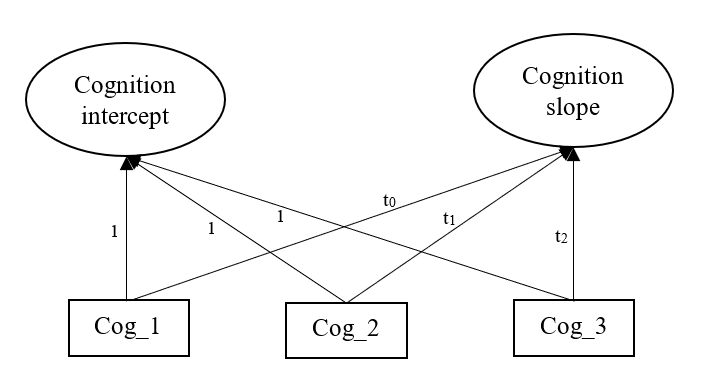 Cognition
intercept
Cognition
slope
t₀
t₁
1
1
1
t₂
Cog_1
Cog_2
Cog_3